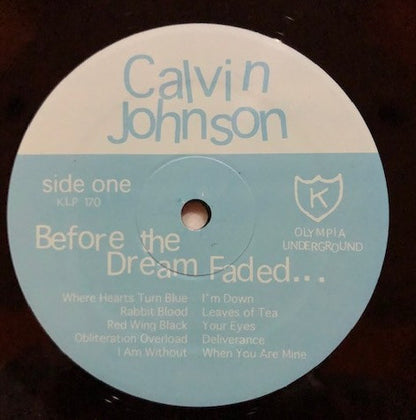 Calvin
Johnson
side one
KLP 170
K
OLYMPIA
UNDERGROUND
Before the
Dream Faded...
Where Hearts Turn Blue
Rabbit Blood
Red Wing Black
Obliteration Overload
I Am Without
I'm Down
Leaves of Tea
Your Eyes
Deliverance
When You Are Mine